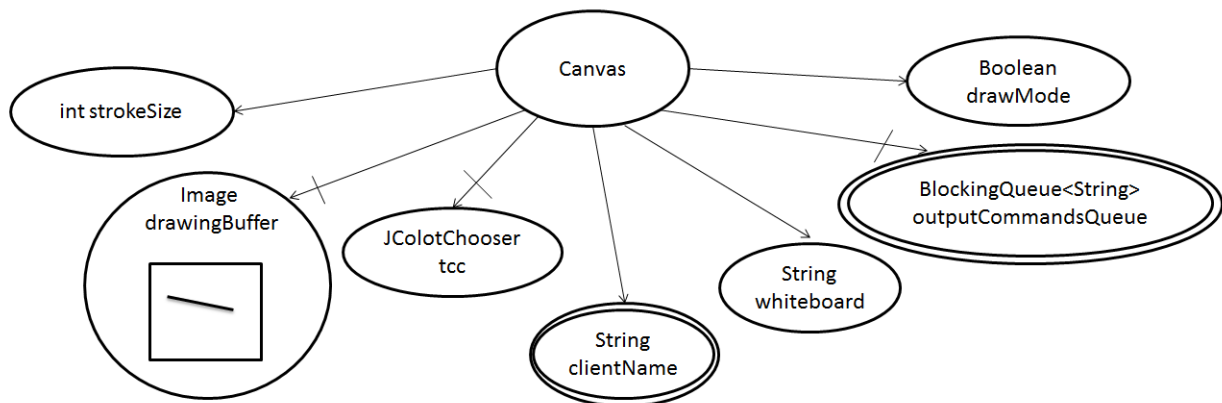 Canvas
int strokeSize
Boolean
drawMode
Image
drawingBuffer
JColotChooser
tcc
String
clientName
String
whiteboard
BlockingQueue<String>
outputCommandsQueue